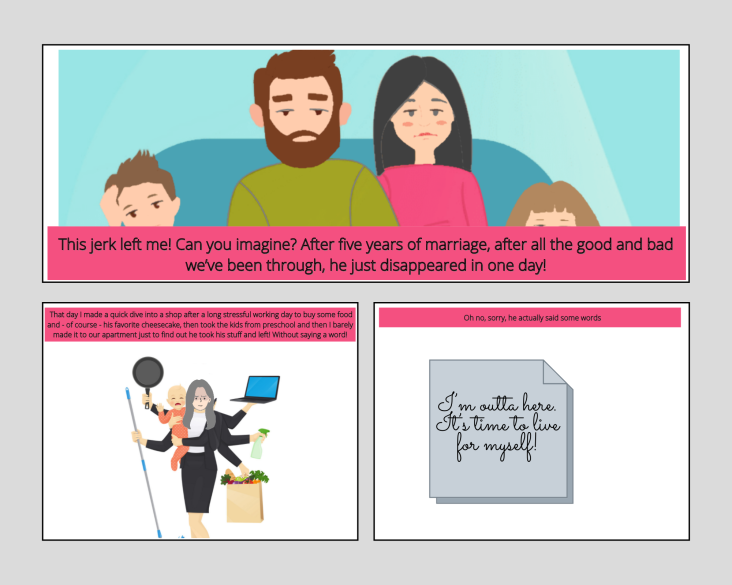 This jerk left me! Can you imagine? After five years of marriage, after all the good and bad
we've been through, he just disappeared in one day!
That day I made a quick dive into a shop after a long stressful working day to buy some food
and - of course - his favorite cheesecake, then took the kids from preschool and then I barely
made it to our apartment just to find out he took his stuff and left! Without saying a word!
Oh no, sorry, he actually said some words
I'm outta here.
It's time to live
for myself!